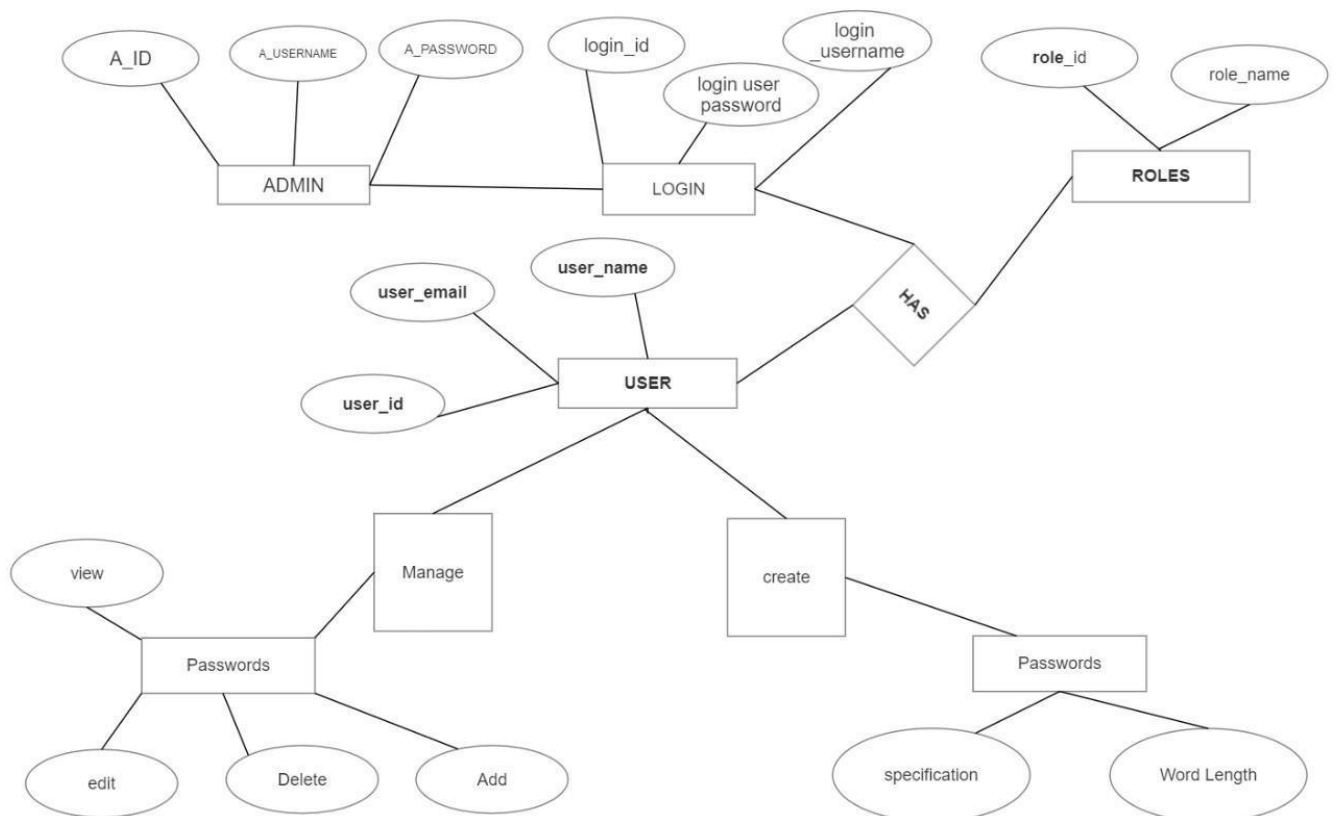 A_ID
A_USERNAME
A_PASSWORD
login_id
login
_username
login user
password
role_id
role_name
ADMIN
LOGIN
ROLES
user_name
user_email
HAS
USER
user_id
view
Manage
create
Passwords
Passwords
edit
Delete
Add
specification
Word Length